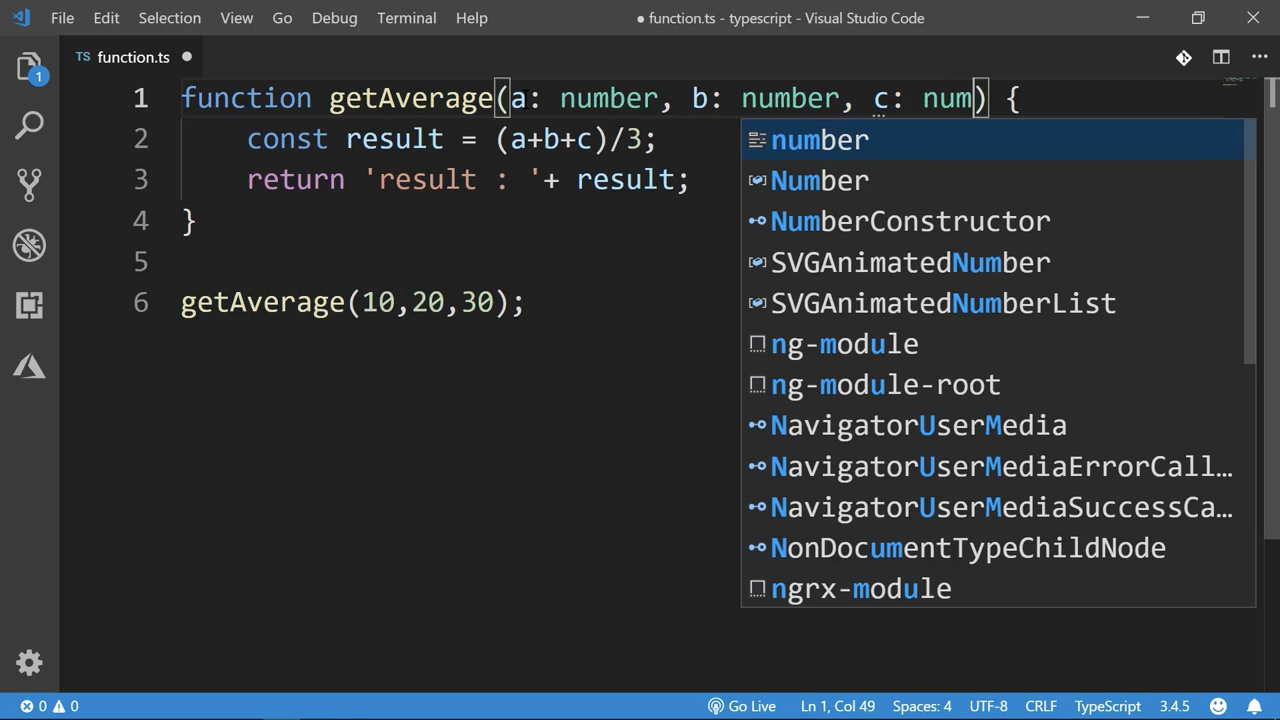 File Edit Selection View Go Debug Terminal Help ● function.ts - typescript - Visual Studio Code
1
TS function.ts
1 function getAverage(a: number, b: number, c: num) {
2 const result = (a+b+c)/3;
3 return 'result : '+ result;
4 }
5
6 getAverage(10,20,30);
number
Number
NumberConstructor
SVGAnimatedNumber
SVGAnimatedNumberList
ng-module
ng-module-root
NavigatorUserMedia
NavigatorUserMediaErrorCall…
NavigatorUserMediaSuccessCa…
NonDocumentTypeChildNode
ngrx-module
0 0 Go Live Ln 1, Col 49 Spaces: 4 UTF-8 CRLF TypeScript 3.4.5